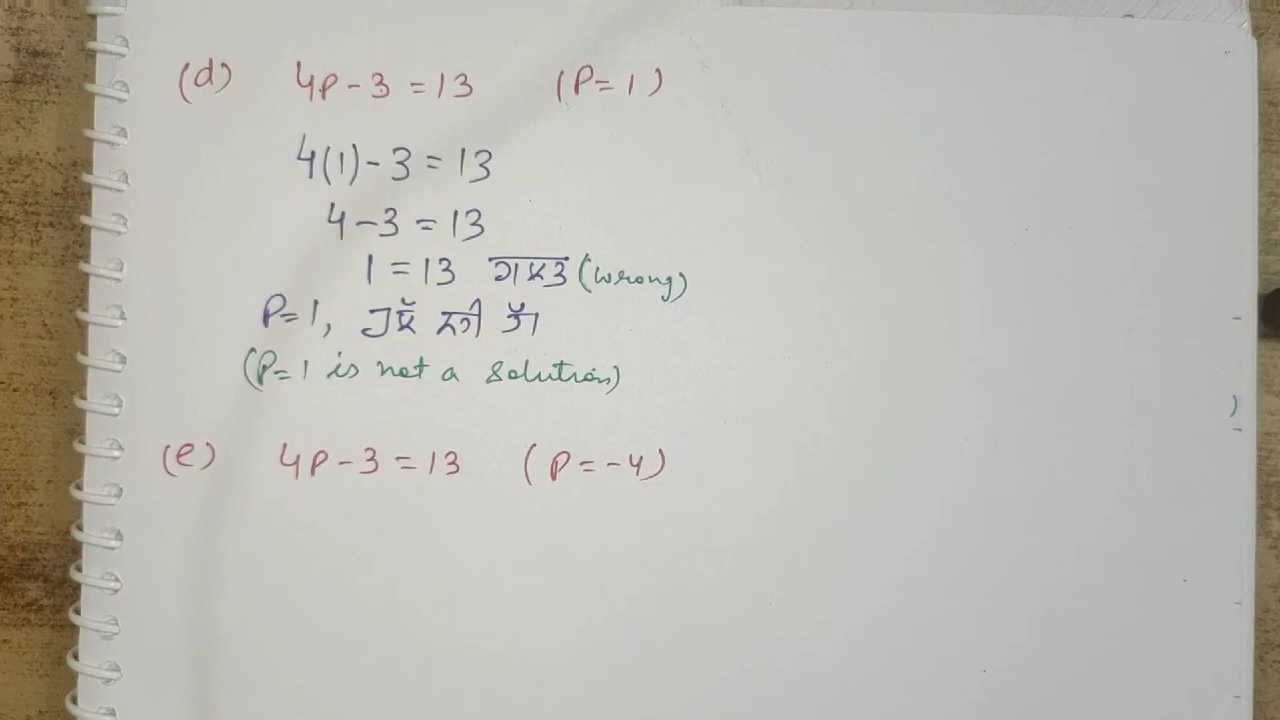 (d) 4P - 3 = 13 (P = 1)
4(1) - 3 = 13
4 - 3 = 13
1 = 13 ਗਲਤ (wrong)
P = 1, ਹੱਲ ਨਹੀਂ ਹੈ
(P = 1 is not a solution)
(e) 4P - 3 = 13 (P = -4)